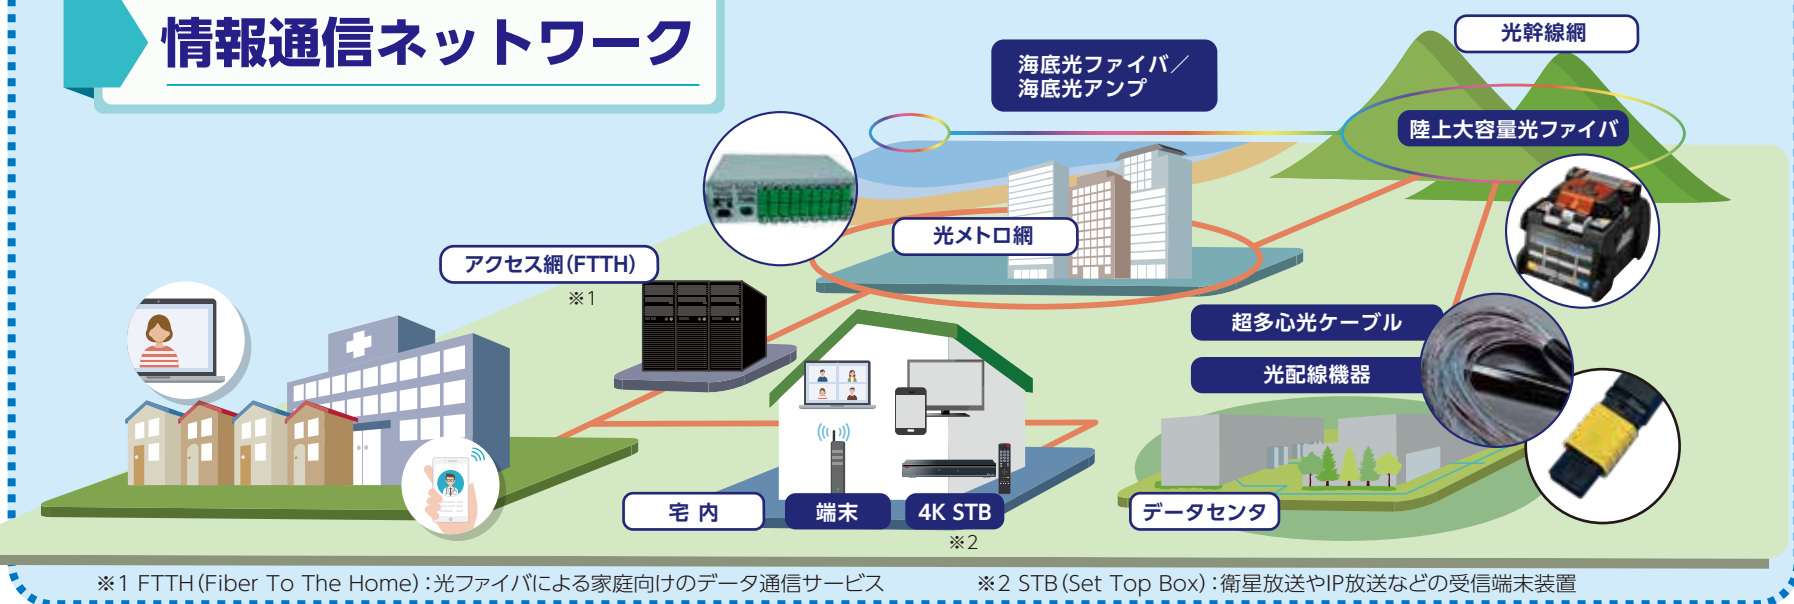 情報通信ネットワーク
光幹線網
海底光ファイバ／
海底光アンプ
陸上大容量光ファイバ
光メトロ網
アクセス網（FTTH）
※1
超多心光ケーブル
光配線機器
宅 内
端末
4K STB
※2
データセンタ
※1 FTTH（Fiber To The Home）：光ファイバによる家庭向けのデータ通信サービス
※2 STB（Set Top Box）：衛星放送やIP放送などの受信端末装置